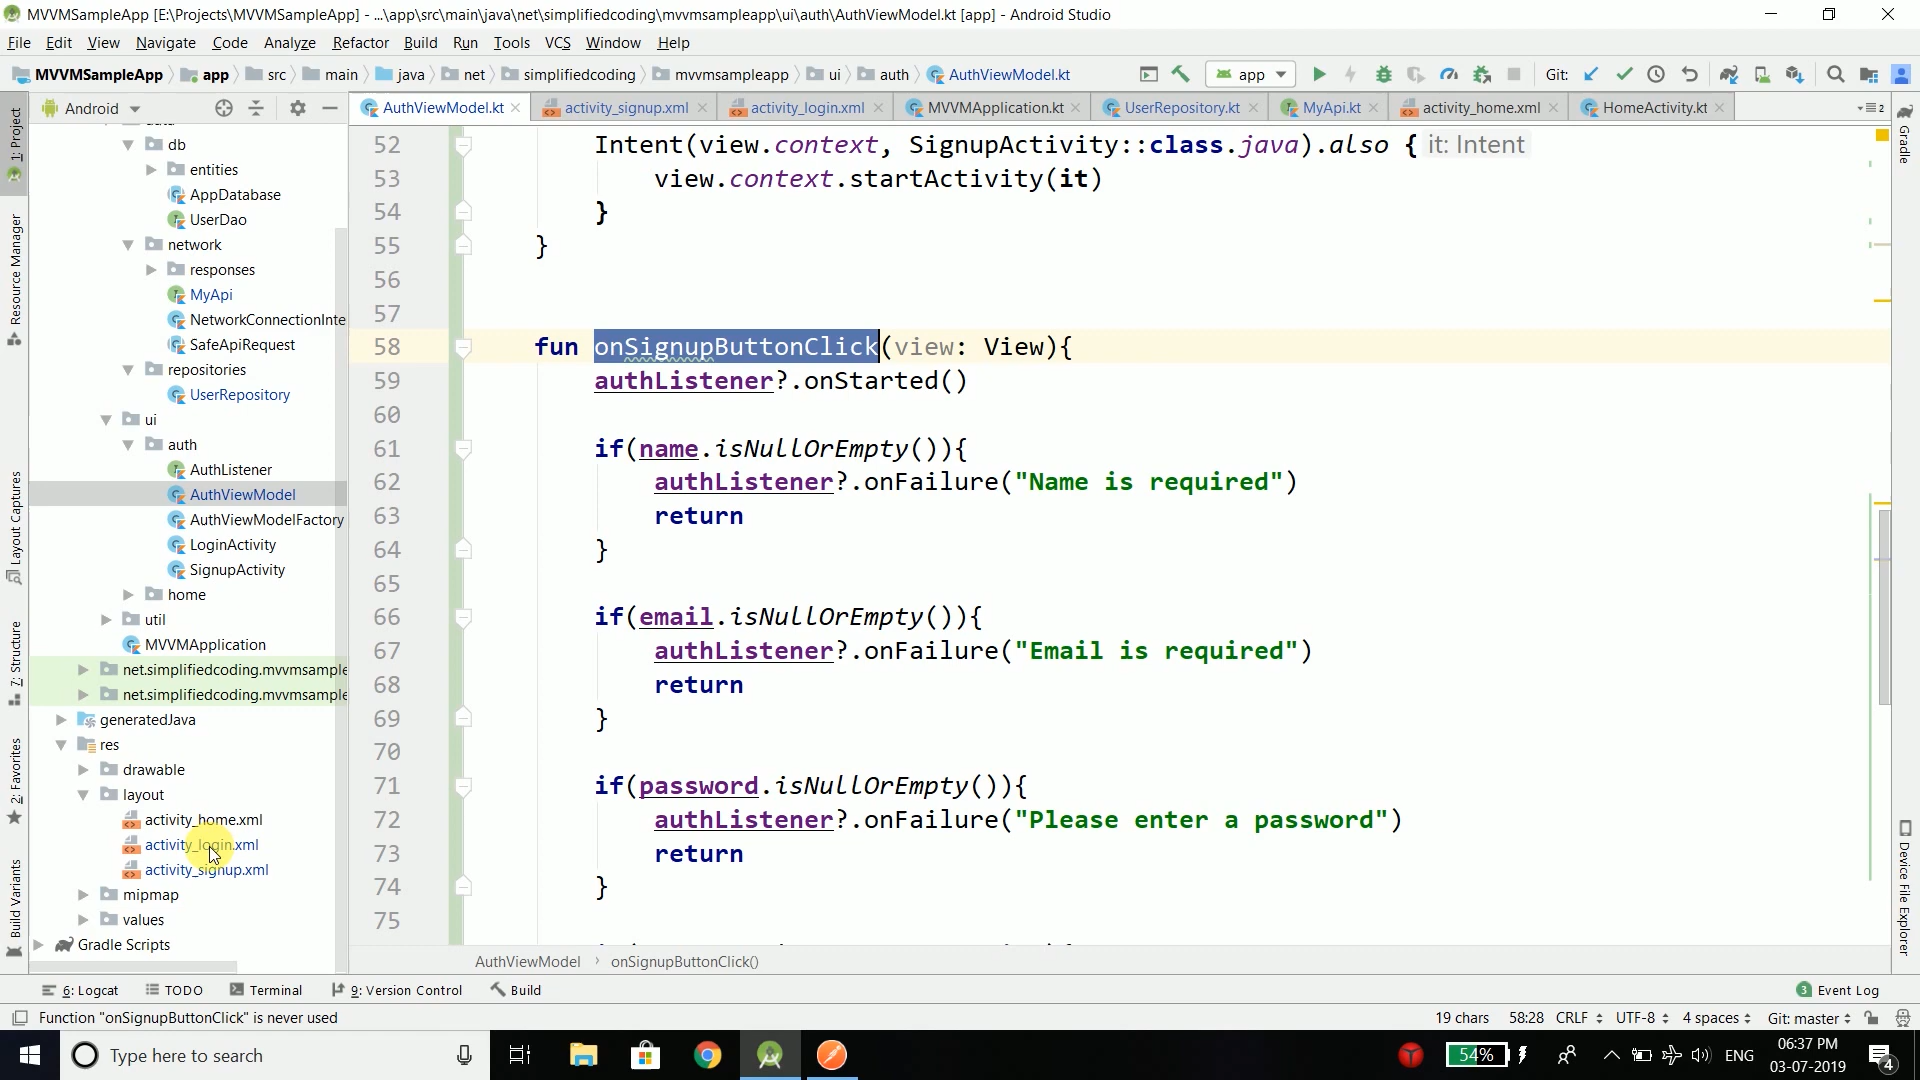 MVVMSampleApp [E:\Projects\MVVMSampleApp] - ...\app\src\main\java\net\simplifiedcoding\mvvmsampleapp\ui\auth\AuthViewModel.kt [app] - Android Studio
File Edit View Navigate Code Analyze Refactor Build Run Tools VCS Window Help
MVVMSampleApp app src main java net simplifiedcoding mvvmsampleapp ui auth AuthViewModel.kt app Git:
Android AuthViewModel.kt activity_signup.xml activity_login.xml MVVMApplication.kt UserRepository.kt MyApi.kt activity_home.xml HomeActivity.kt 2
1: Project
Resource Manager
Layout Captures
7: Structure
2: Favorites
Build Variants
db
entities
AppDatabase
UserDao
network
responses
MyApi
NetworkConnectionInte
SafeApiRequest
repositories
UserRepository
ui
auth
AuthListener
AuthViewModel
AuthViewModelFactory
LoginActivity
SignupActivity
home
util
MVVMApplication
net.simplifiedcoding.mvvmsample
net.simplifiedcoding.mvvmsample
generatedJava
res
drawable
layout
activity_home.xml
activity_login.xml
activity_signup.xml
mipmap
values
Gradle Scripts
52 Intent(view.context, SignupActivity::class.java).also { it: Intent
53 view.context.startActivity(it)
54 }
55 }
56
57
58 fun onSignupButtonClick(view: View){
59 authListener?.onStarted()
60
61 if(name.isNullOrEmpty()){
62 authListener?.onFailure("Name is required")
63 return
64 }
65
66 if(email.isNullOrEmpty()){
67 authListener?.onFailure("Email is required")
68 return
69 }
70
71 if(password.isNullOrEmpty()){
72 authListener?.onFailure("Please enter a password")
73 return
74 }
75
AuthViewModel › onSignupButtonClick()
Gradle
Device File Explorer
6: Logcat TODO Terminal 9: Version Control Build 3 Event Log
Function "onSignupButtonClick" is never used 19 chars 58:28 CRLF UTF-8 4 spaces Git: master
Type here to search 54% ENG 06:37 PM
03-07-2019 4